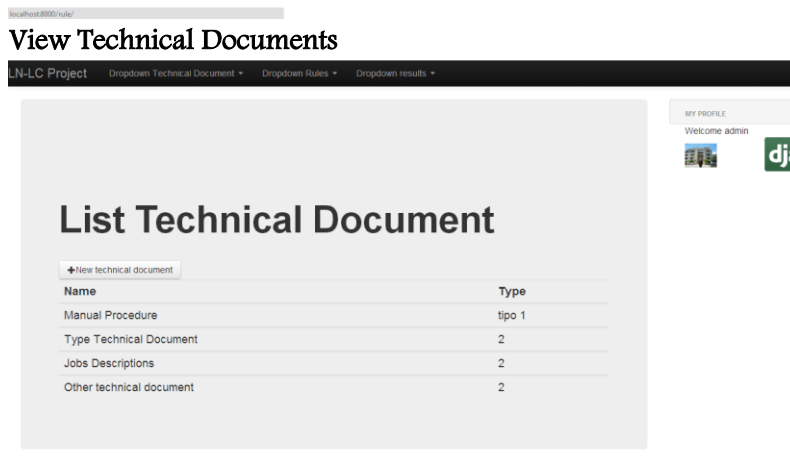 localhost:8000/rule/
View Technical Documents
LN-LC Project Dropdown Technical Document Dropdown Rules Dropdown results
MY PROFILE
Welcome admin
dj
List Technical Document
+New technical document
Name Type
Manual Procedure tipo 1
Type Technical Document 2
Jobs Descriptions 2
Other technical document 2